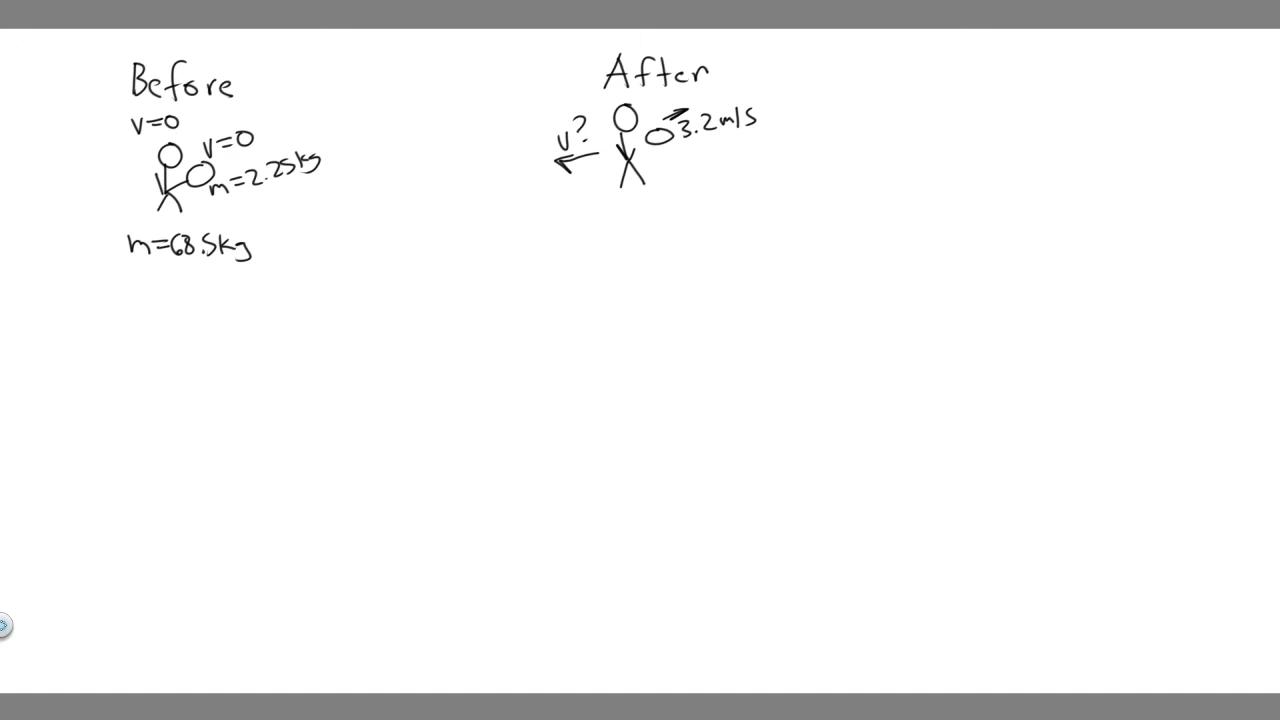 Before
v=0
v=0
m=2.25kg
m=68.5kg
After
v?
3.2m/s